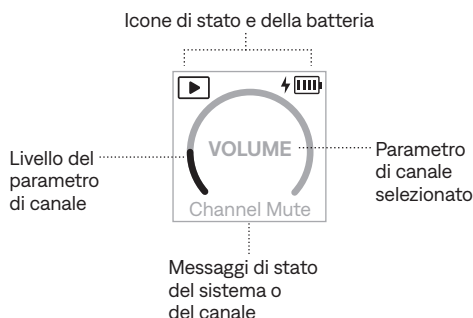 Icone di stato e della batteria
VOLUME
Livello del
parametro
di canale
Parametro
di canale
selezionato
Channel Mute
Messaggi di stato
del sistema o
del canale